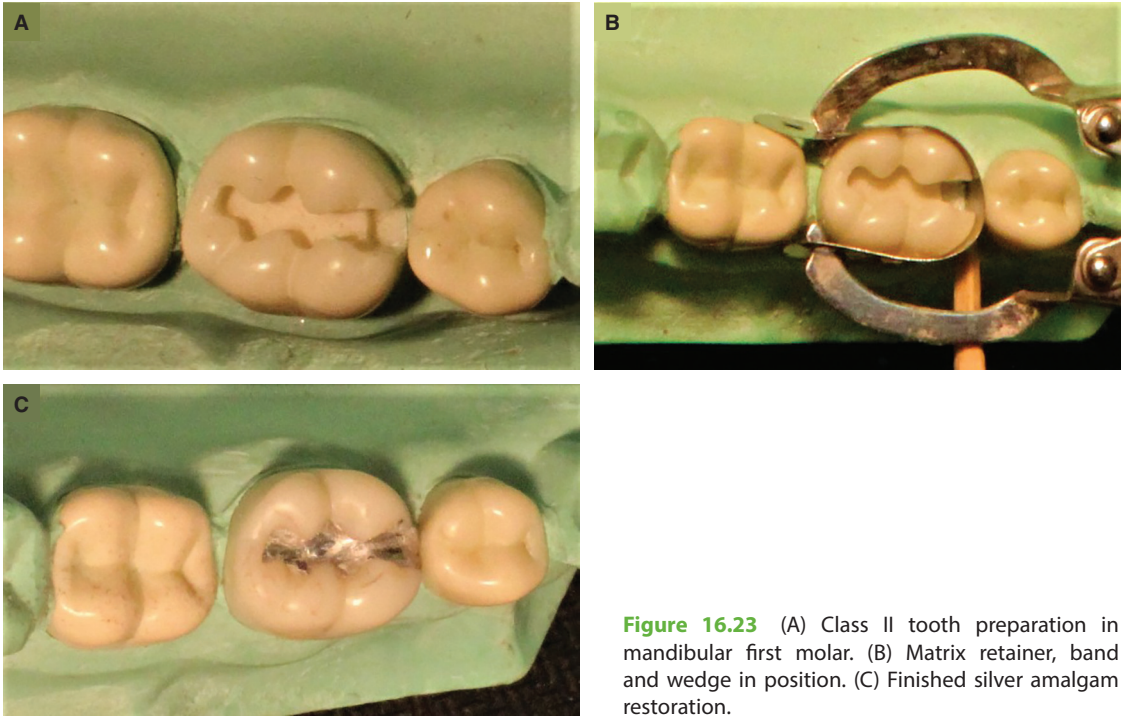 A
B
C
Figure 16.23 (A) Class II tooth preparation in
mandibular first molar. (B) Matrix retainer, band
and wedge in position. (C) Finished silver amalgam
restoration.